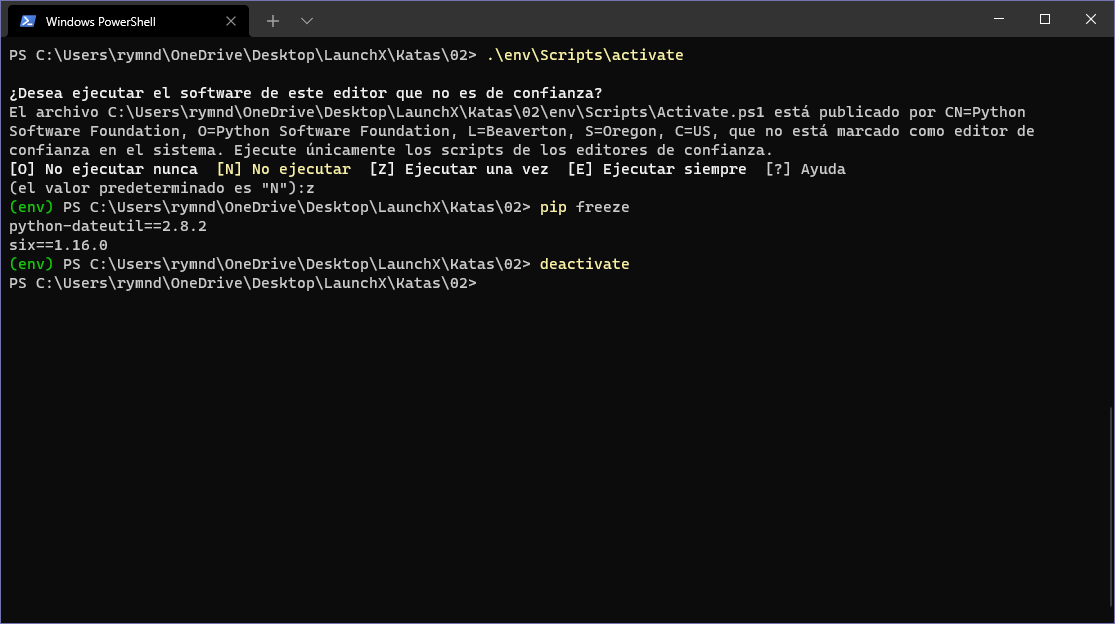 Windows PowerShell
PS C:\Users\rymnd\OneDrive\Desktop\LaunchX\Katas\02> .\env\Scripts\activate
¿Desea ejecutar el software de este editor que no es de confianza?
El archivo C:\Users\rymnd\OneDrive\Desktop\LaunchX\Katas\02\env\Scripts\Activate.ps1 está publicado por CN=Python
Software Foundation, O=Python Software Foundation, L=Beaverton, S=Oregon, C=US, que no está marcado como editor de
confianza en el sistema. Ejecute únicamente los scripts de los editores de confianza.
[O] No ejecutar nunca  [N] No ejecutar  [Z] Ejecutar una vez  [E] Ejecutar siempre  [?] Ayuda
(el valor predeterminado es "N"):z
(env) PS C:\Users\rymnd\OneDrive\Desktop\LaunchX\Katas\02> pip freeze
python-dateutil==2.8.2
six==1.16.0
(env) PS C:\Users\rymnd\OneDrive\Desktop\LaunchX\Katas\02> deactivate
PS C:\Users\rymnd\OneDrive\Desktop\LaunchX\Katas\02>